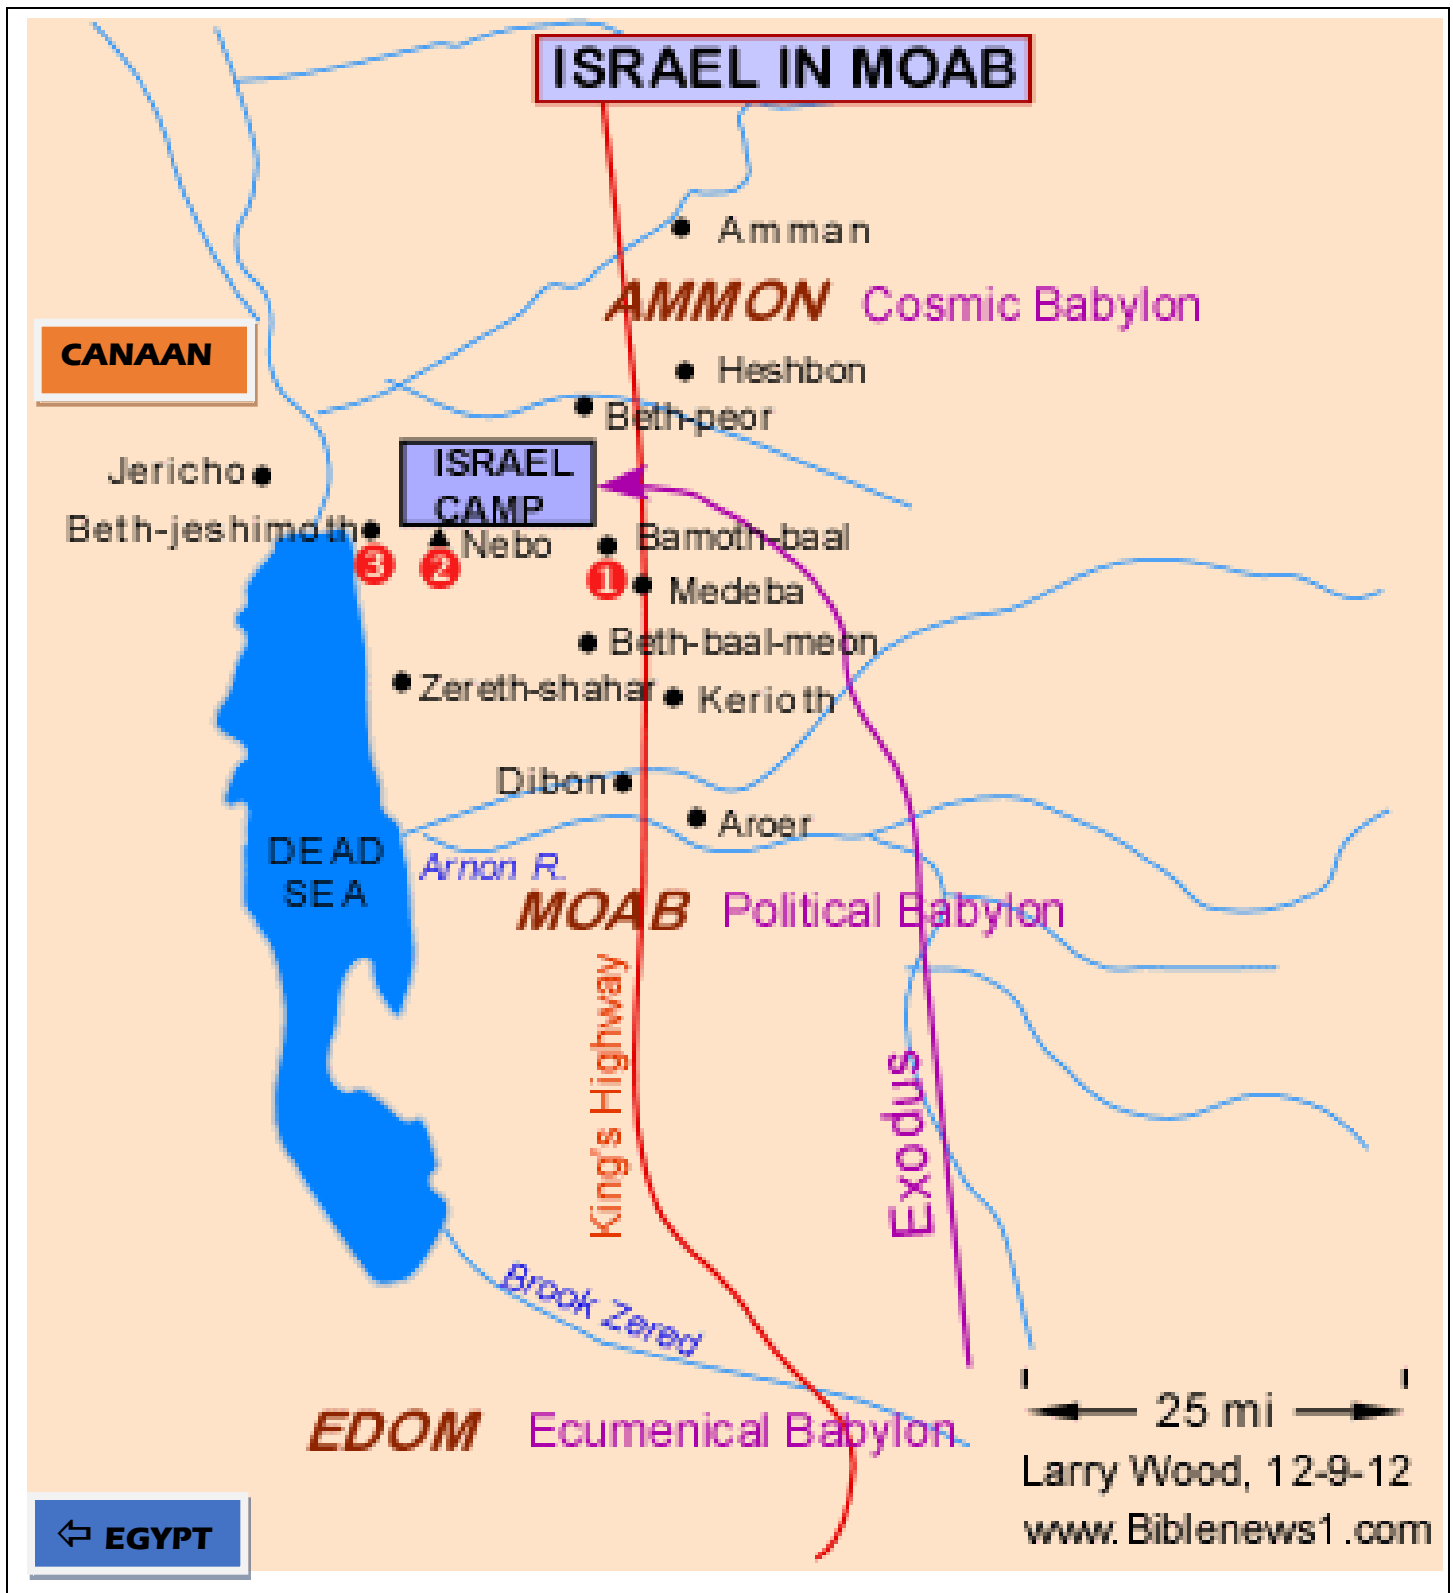 ISRAEL IN MOAB
Amman
AMMON Cosmic Babylon
CANAAN
Heshbon
Beth-peor
ISRAEL
CAMP
Jericho
Beth-jeshimoth
Nebo
Bamoth-baal
3
2
1
Medeba
Beth-baal-meon
Zereth-shahar
Kerioth
Dibon
Aroer
DEAD
SEA
Arnon R.
MOAB Political Babylon
King's Highway
Exodus
Brook Zered
EDOM Ecumenical Babylon
25 mi
Larry Wood, 12-9-12
www.Biblenews1.com
⇦ EGYPT